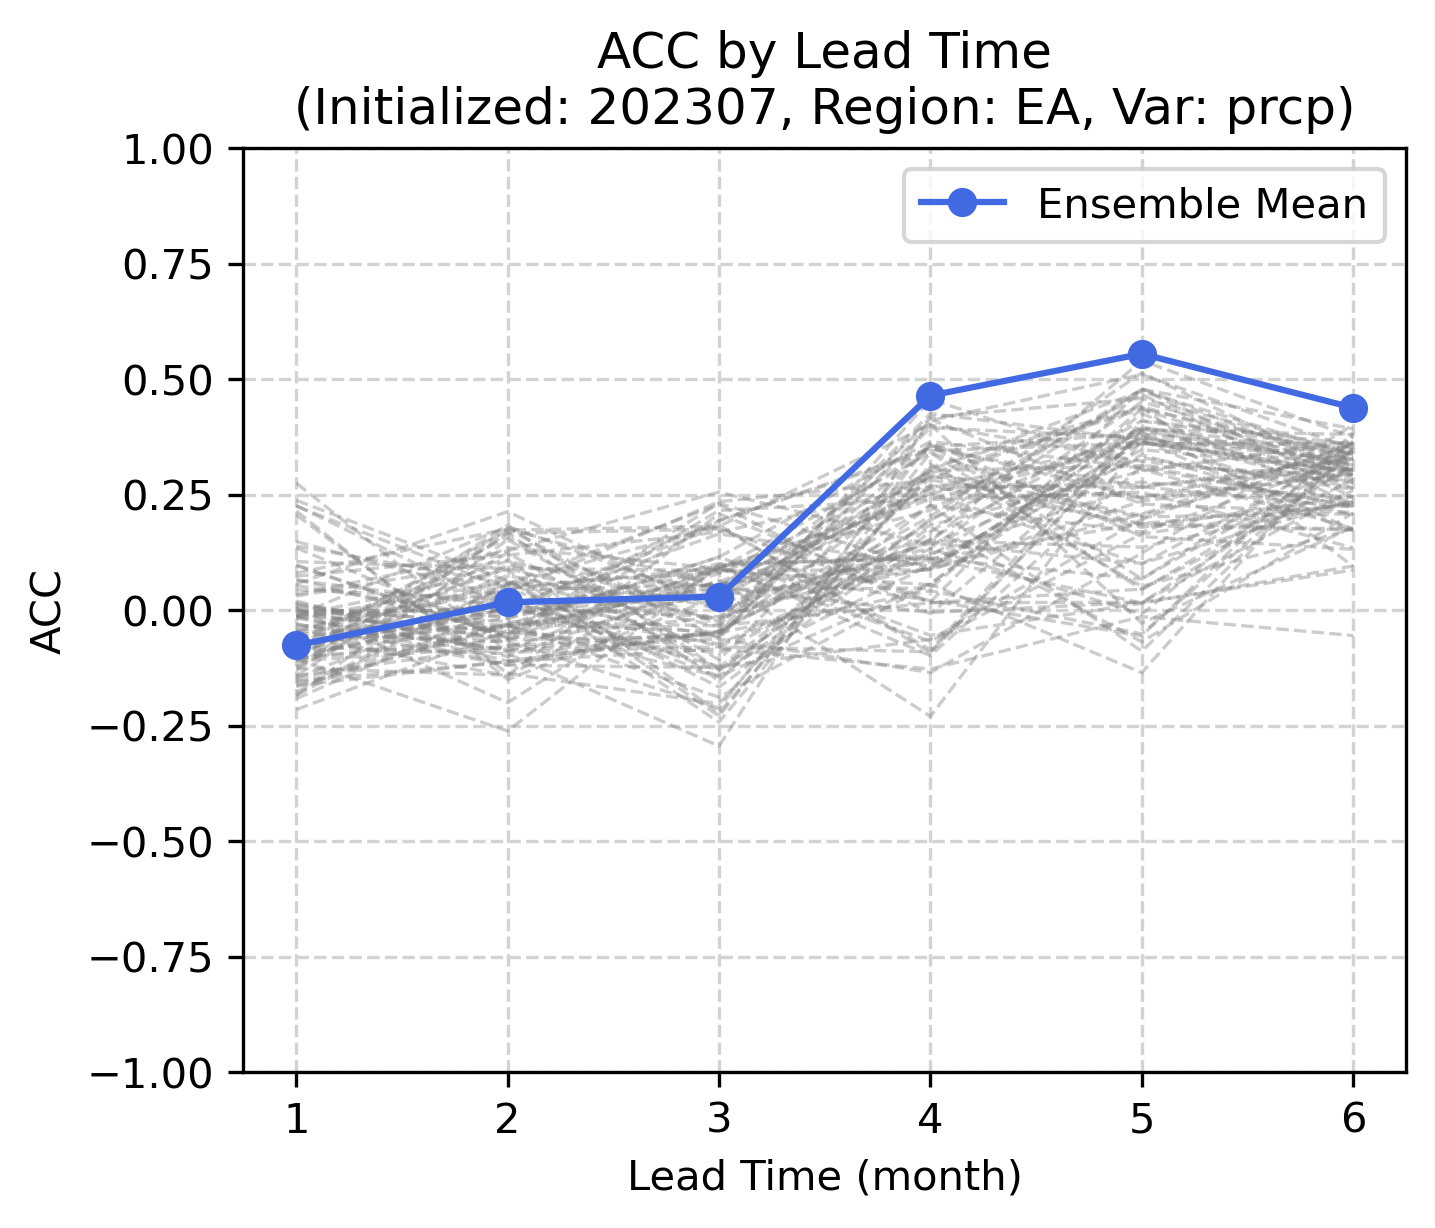 ACC by Lead Time
(Initialized: 202307, Region: EA, Var: prcp)
Ensemble Mean
1.00
0.75
0.50
0.25
0.00
−0.25
−0.50
−0.75
−1.00
ACC
1 2 3 4 5 6
Lead Time (month)